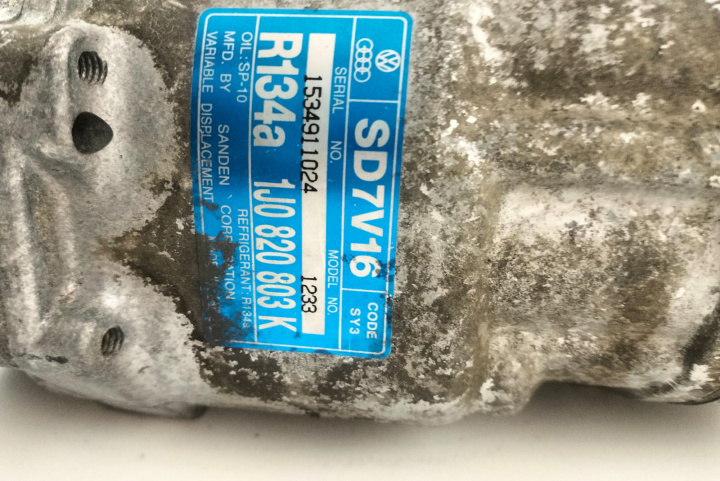 SD7V16 CODE
SY3
SERIAL NO. MODEL NO.
1534911024 1233
R134a 1J0 820 803 K
OIL: SP-10 REFRIGERANT: R134a
MFD. BY SANDEN CORPORATION
VARIABLE DISPLACEMENT